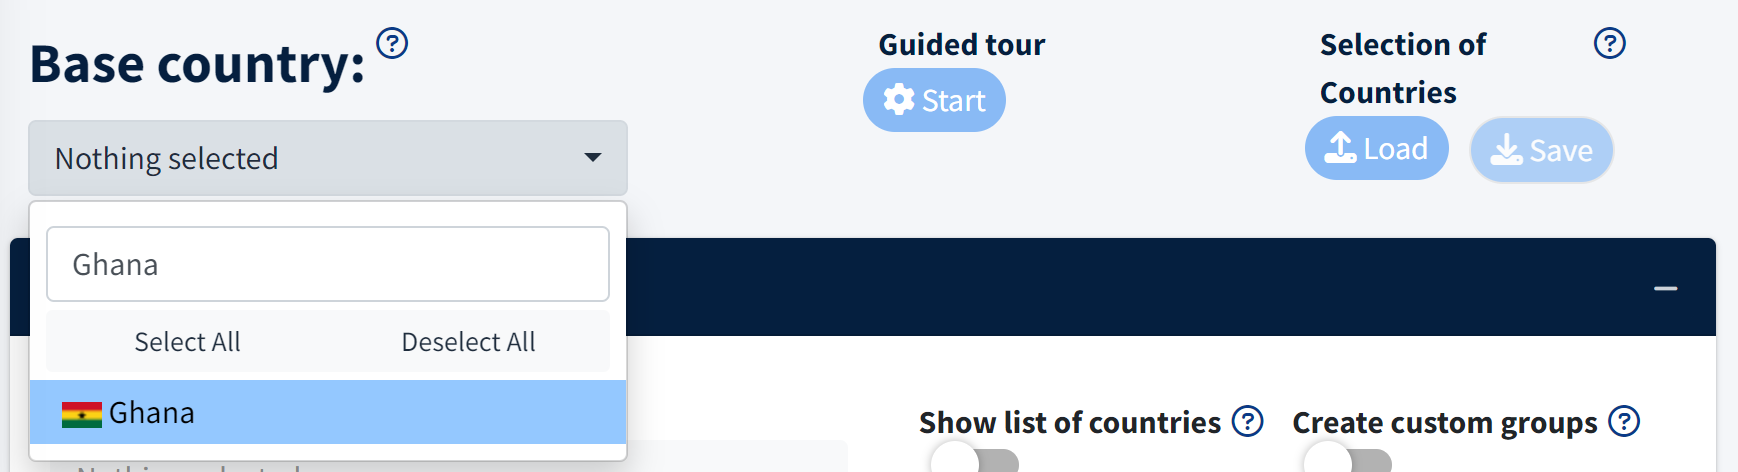 Base country:
Guided tour
Start
Selection of
Countries
Load
Save
Nothing selected
Ghana
Select All
Deselect All
Ghana
Show list of countries
Create custom groups